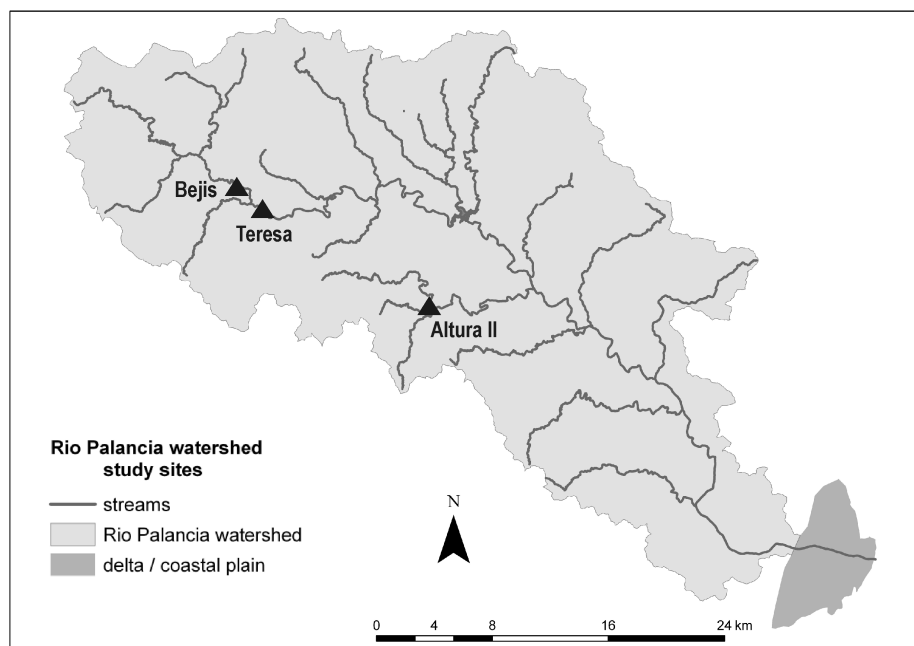 Bejis
Teresa
Altura II
Rio Palancia watershed
study sites
streams
Rio Palancia watershed
delta / coastal plain
N
0 4 8 16 24 km